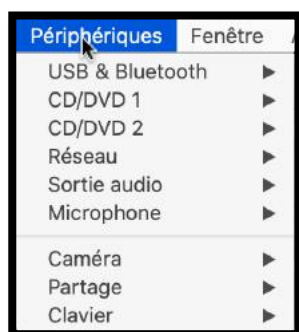 Périphériques Fenêtre
USB & Bluetooth
CD/DVD 1
CD/DVD 2
Réseau
Sortie audio
Microphone
Caméra
Partage
Clavier